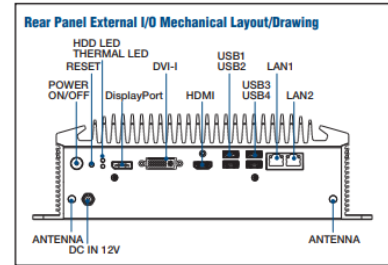 Rear Panel External I/O Mechanical Layout/Drawing
HDD LED
THERMAL LED
RESET
POWER
ON/OFF
DisplayPort
DVI-I
HDMI
USB1
USB2
USB3
USB4
LAN1
LAN2
ANTENNA
DC IN 12V
ANTENNA